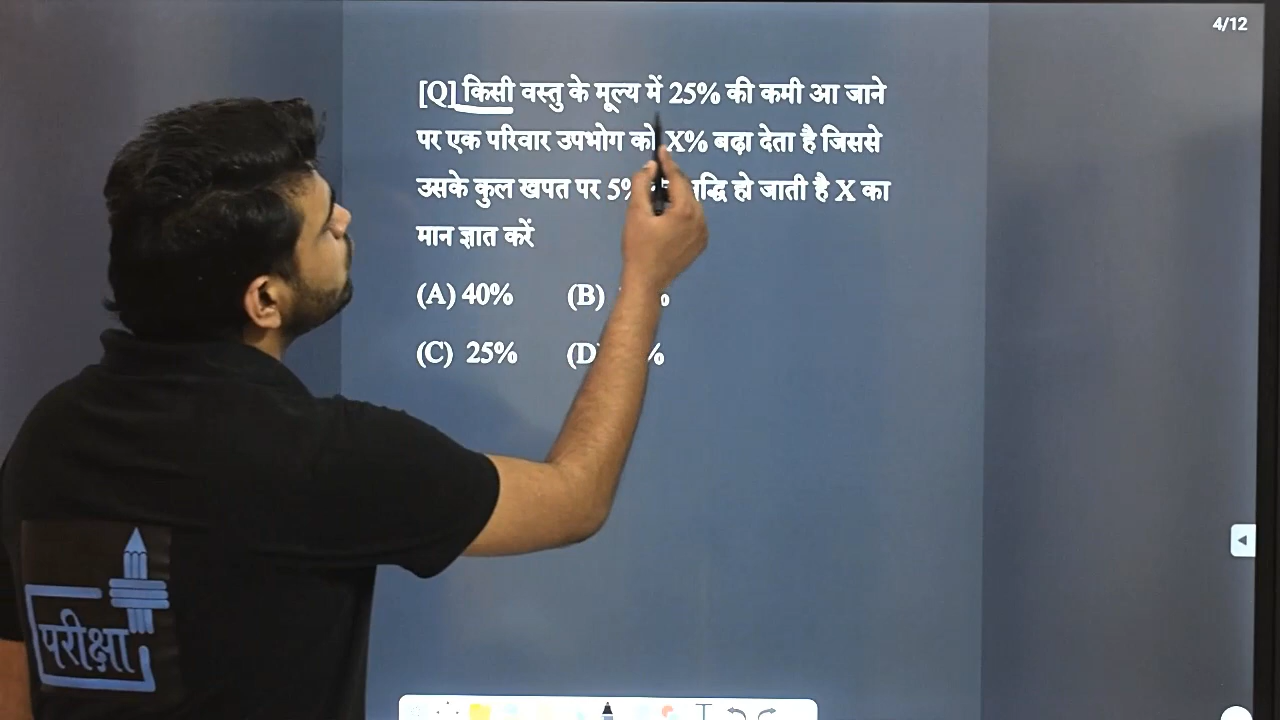 4/12
[Q] किसी वस्तु के मूल्य में 25% की कमी आ जाने
पर एक परिवार उपभोग को X% बढ़ा देता है जिससे
उसके कुल खपत पर 5% हो जाती है X का
मान ज्ञात करें
(A) 40% (B)
(C) 25% (D)
परीक्षा